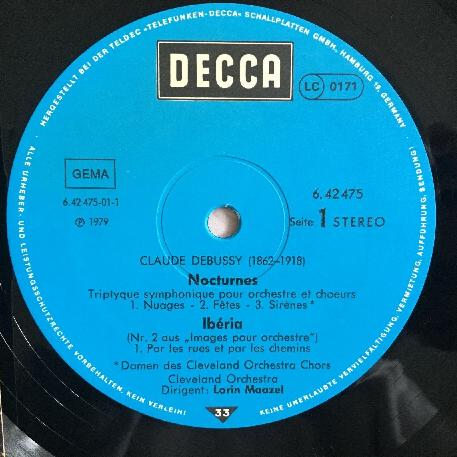 HERGESTELLT BEI DER TELDEC »TELEFUNKEN-DECCA« SCHALLPLATTEN GMBH, HAMBURG 19, GERMANY
DECCA
LC 0171
GEMA
6.42 475-01-1
℗ 1979
6.42 475
Seite 1 STEREO
CLAUDE DEBUSSY (1862-1918)
Nocturnes
Triptyque symphonique pour orchestre et choeurs
1. Nuages - 2. Fêtes - 3. Sirènes*
Ibéria
(Nr. 2 aus „Images pour orchestre")
1. Par les rues et par les chemins
*Damen des Cleveland Orchestra Chors
Cleveland Orchestra
Dirigent: Lorin Maazel
33
ALLE URHEBER- UND LEISTUNGSSCHUTZRECHTE VORBEHALTEN, KEIN VERLEIH!
KEINE UNERLAUBTE VERVIELFÄLTIGUNG, VERMIETUNG, AUFFÜHRUNG, SENDUNG!